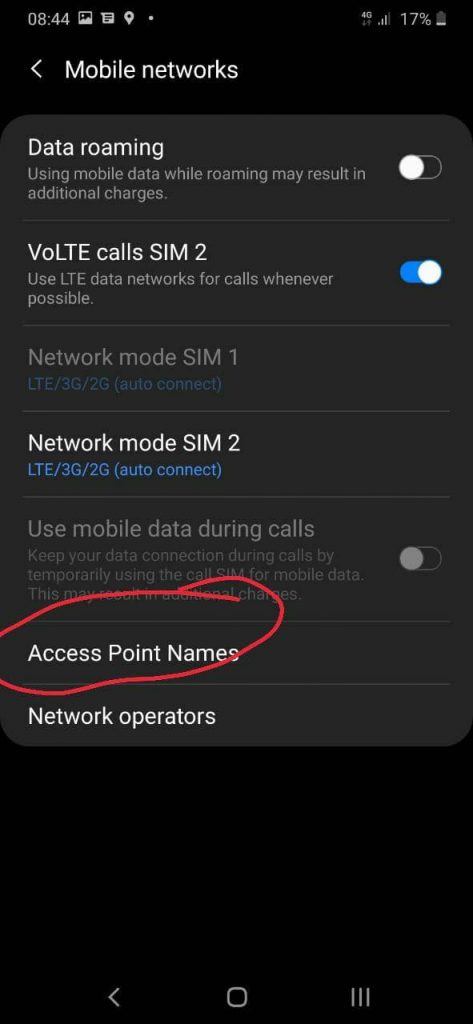 08:44
4G
17%
Mobile networks
Data roaming
Using mobile data while roaming may result in
additional charges.
VoLTE calls SIM 2
Use LTE data networks for calls whenever
possible.
Network mode SIM 1
LTE/3G/2G (auto connect)
Network mode SIM 2
LTE/3G/2G (auto connect)
Use mobile data during calls
Keep your data connection during calls by
temporarily using the call SIM for mobile data.
This may result in additional charges.
Access Point Names
Network operators